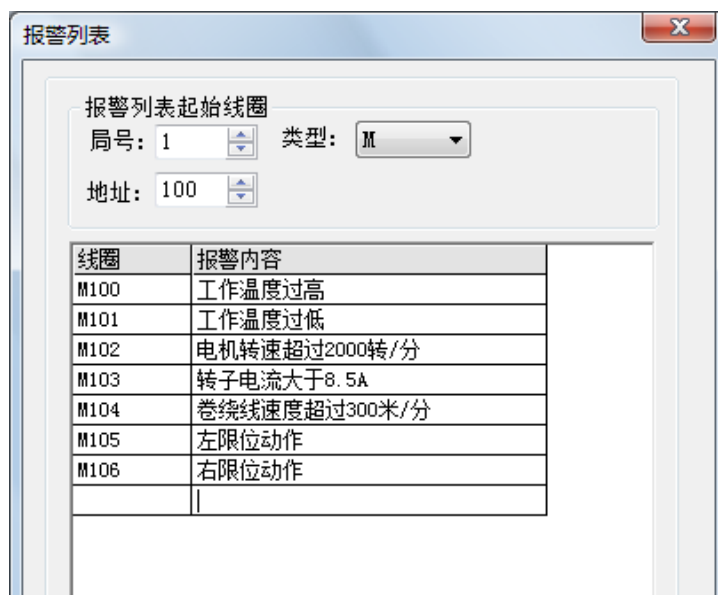 报警列表
报警列表起始线圈
局号: 1 类型: M
地址: 100
线圈 报警内容
M100 工作温度过高
M101 工作温度过低
M102 电机转速超过2000转/分
M103 转子电流大于8.5A
M104 卷绕线速度超过300米/分
M105 左限位动作
M106 右限位动作